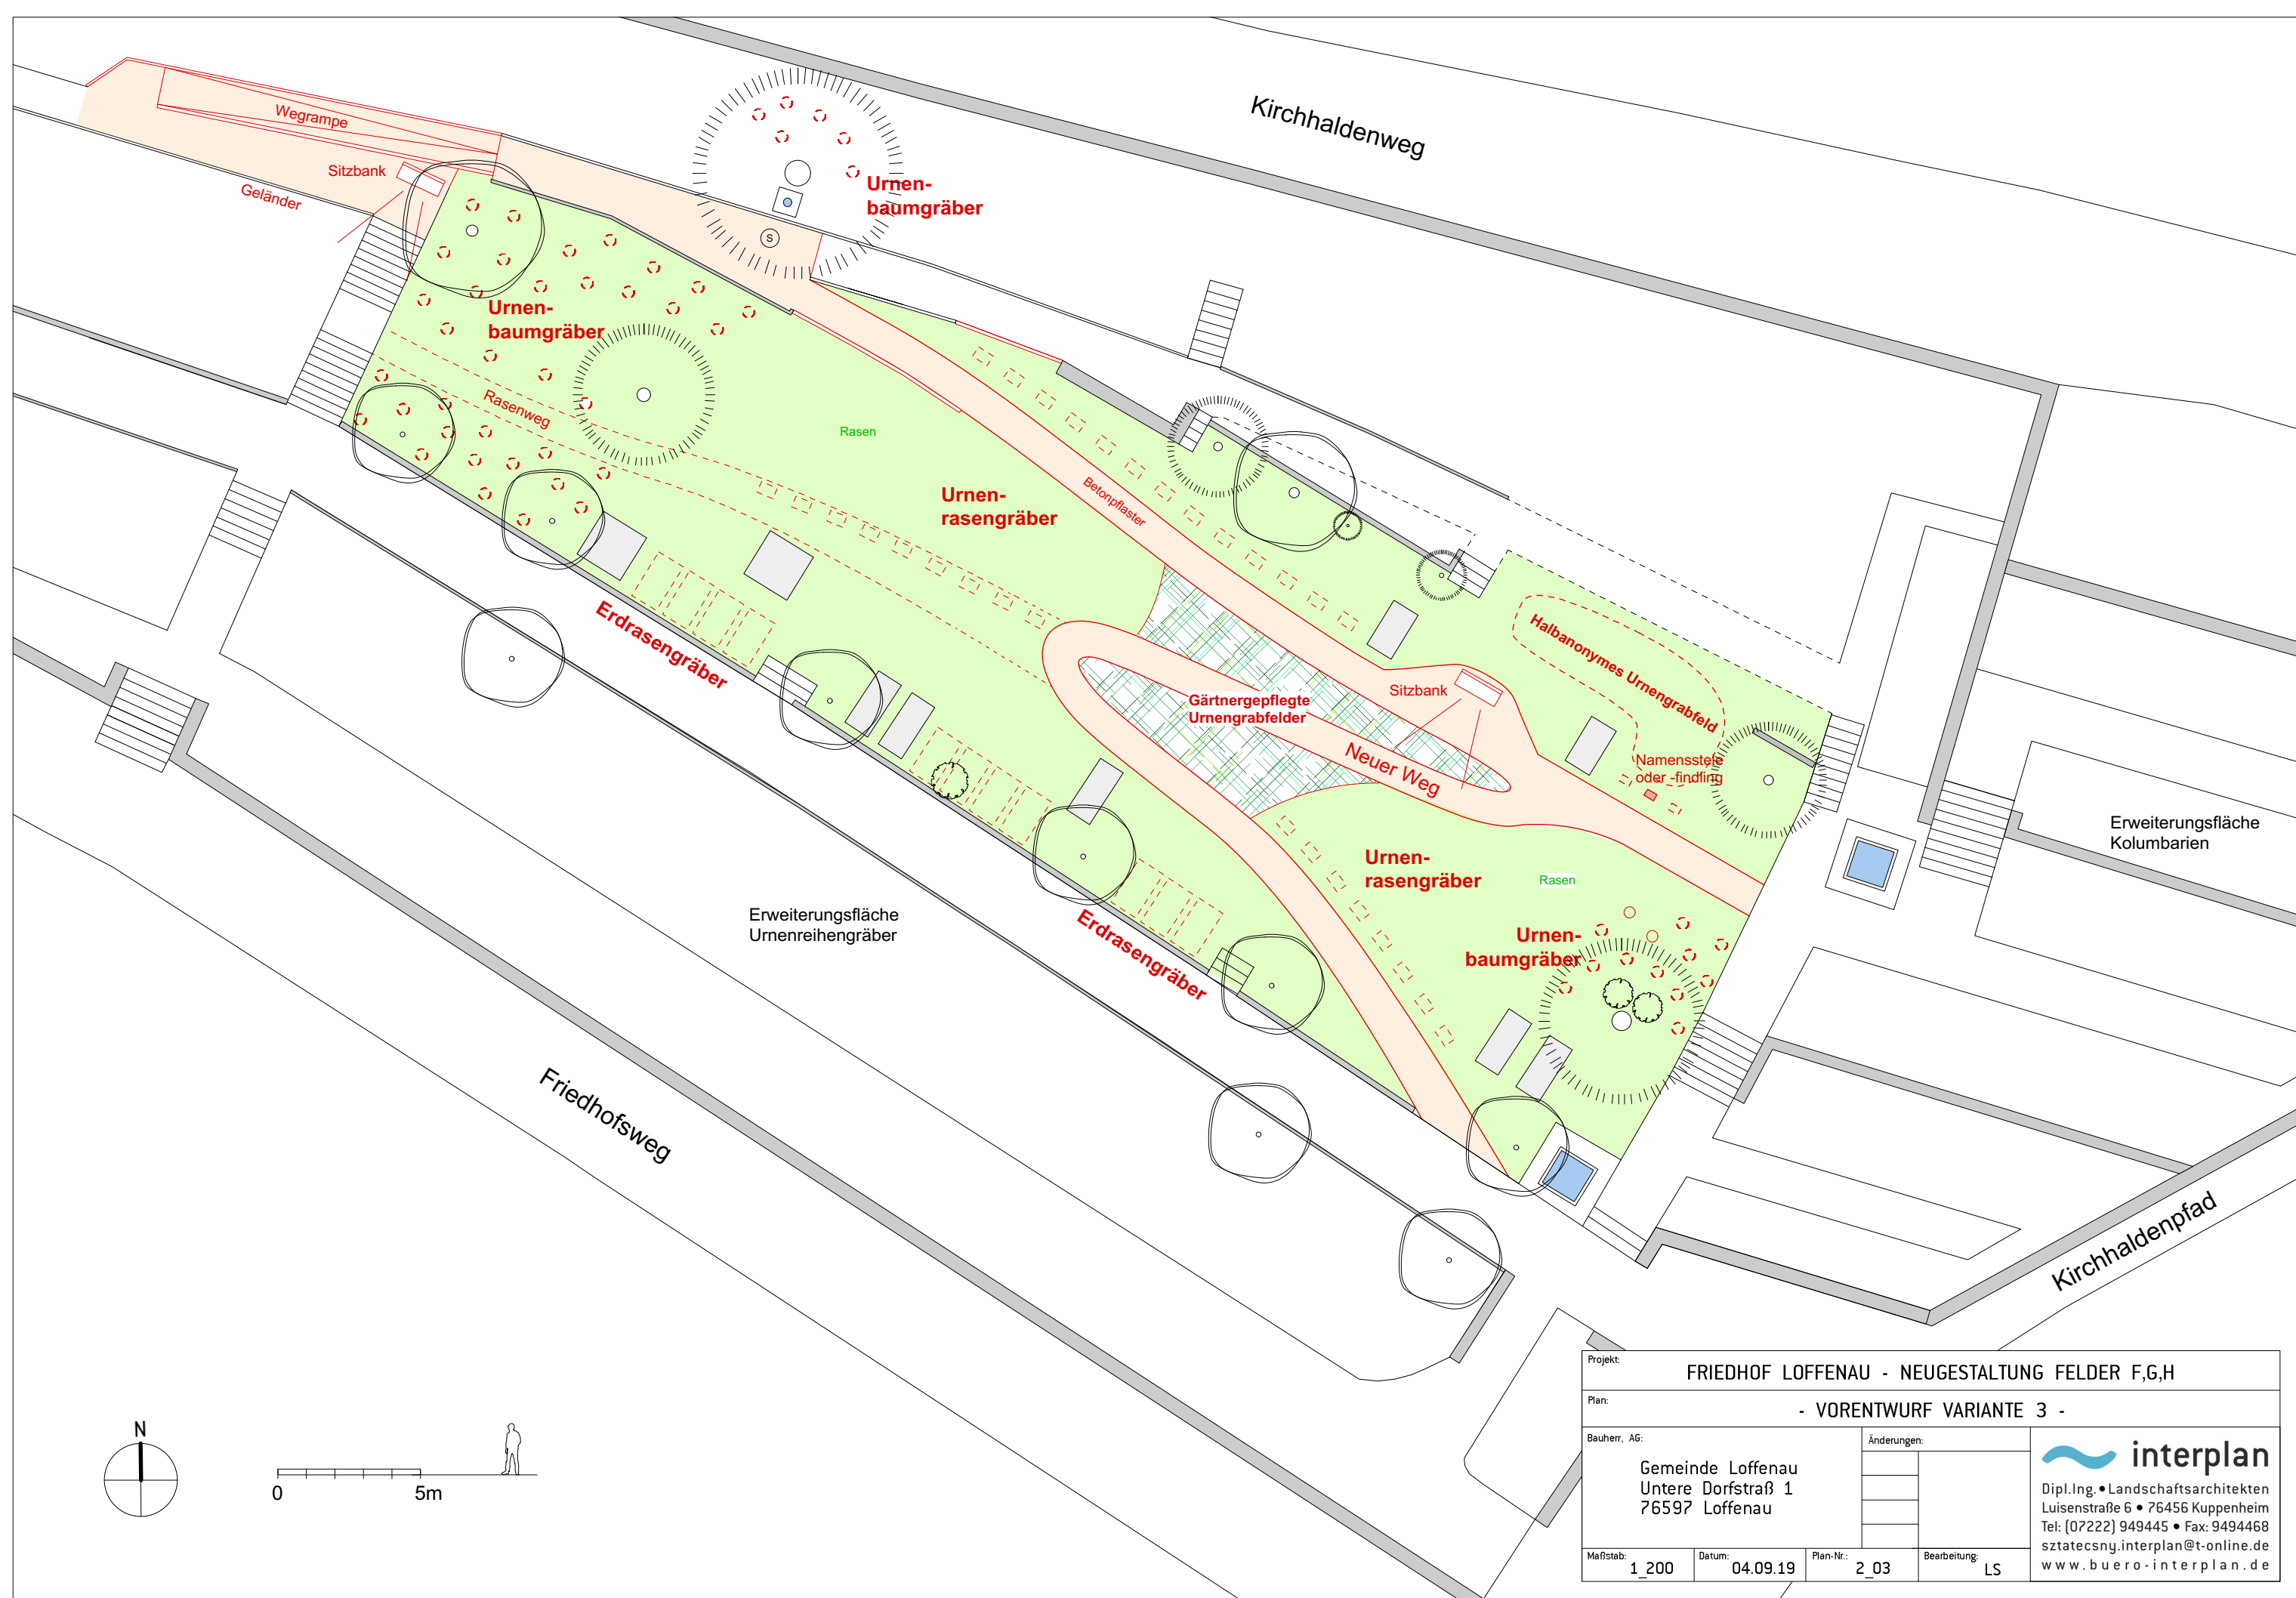 Kirchhaldenweg
Wegrampe
Sitzbank
Geländer
Urnen-
baumgräber
S
Urnen-
baumgräber
Rasenweg
Rasen
Urnen-
rasengräber
Betonpflaster
Erdrasengräber
Halbanonymes Urnengrabfeld
Gärtnergepflegte
Urnengrabfelder
Sitzbank
Neuer Weg
Namensstele
oder -findling
Erweiterungsfläche
Kolumbarien
Urnen-
rasengräber
Rasen
Erweiterungsfläche
Urnenreihengräber
Erdrasengräber
Urnen-
baumgräber
Friedhofsweg
Kirchhaldenpfad
N
0 5m
Projekt:
FRIEDHOF LOFFENAU - NEUGESTALTUNG FELDER F,G,H
Plan:
- VORENTWURF VARIANTE 3 -
Bauherr, AG:
Gemeinde Loffenau
Untere Dorfstraß 1
76597 Loffenau
Änderungen:
interplan
Dipl.Ing.•Landschaftsarchitekten
Luisenstraße 6 • 76456 Kuppenheim
Tel: (07222) 949445 • Fax: 9494468
sztatecsny.interplan@t-online.de
www.buero-interplan.de
Maßstab: 1_200
Datum: 04.09.19
Plan-Nr.: 2_03
Bearbeitung: LS